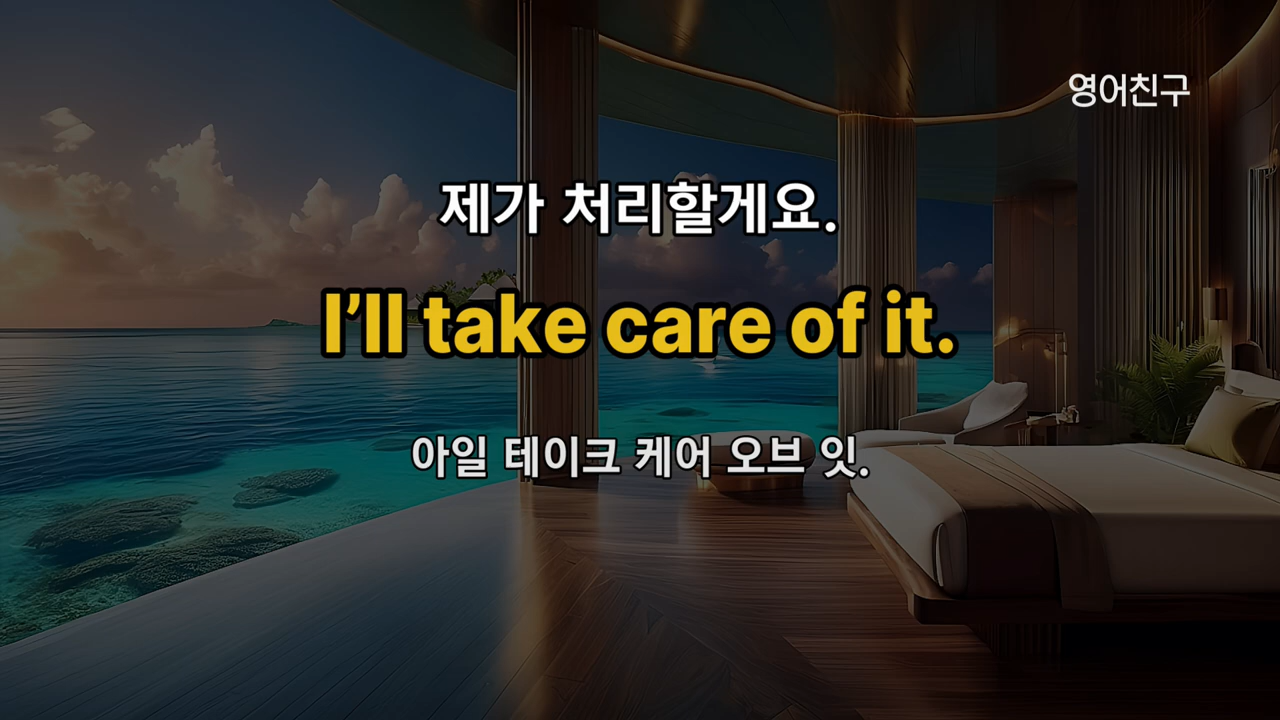 영어친구
제가 처리할게요.
I’ll take care of it.
아일 테이크 케어 오브 잇.